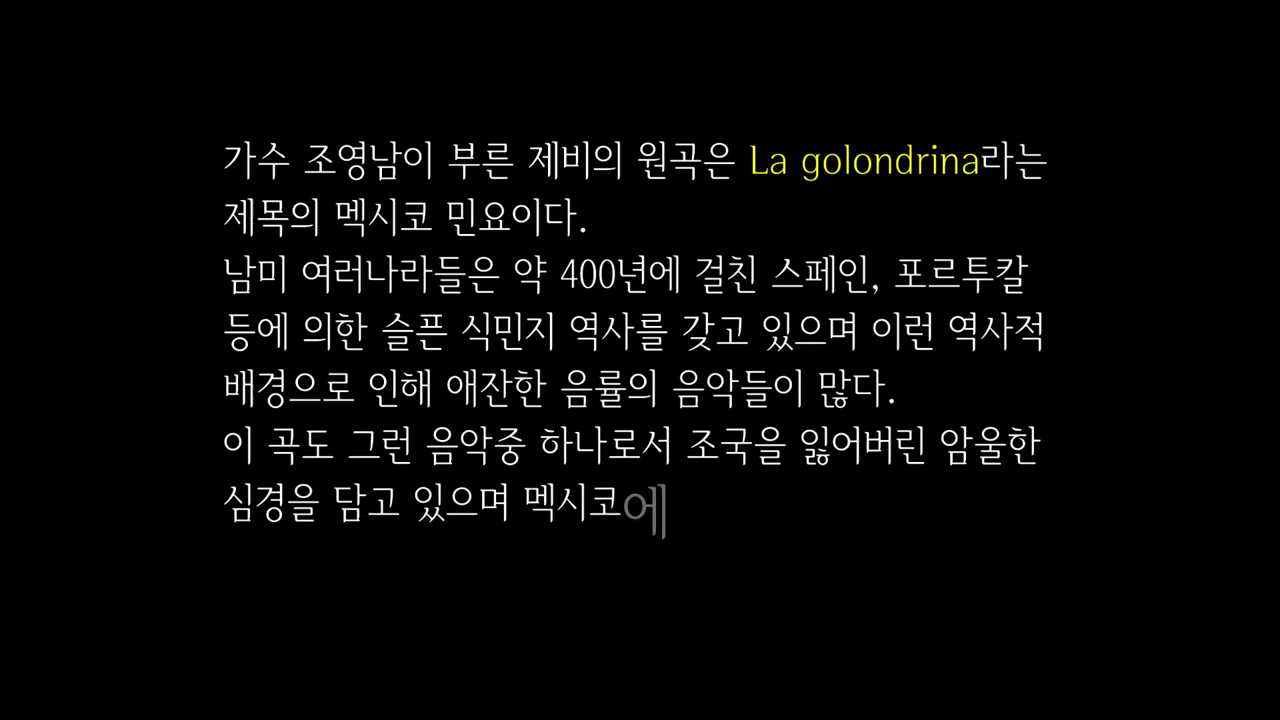 가수 조영남이 부른 제비의 원곡은 La golondrina라는
제목의 멕시코 민요이다.
남미 여러나라들은 약 400년에 걸친 스페인, 포르투칼
등에 의한 슬픈 식민지 역사를 갖고 있으며 이런 역사적
배경으로 인해 애잔한 음률의 음악들이 많다.
이 곡도 그런 음악중 하나로서 조국을 잃어버린 암울한
심경을 담고 있으며 멕시코에